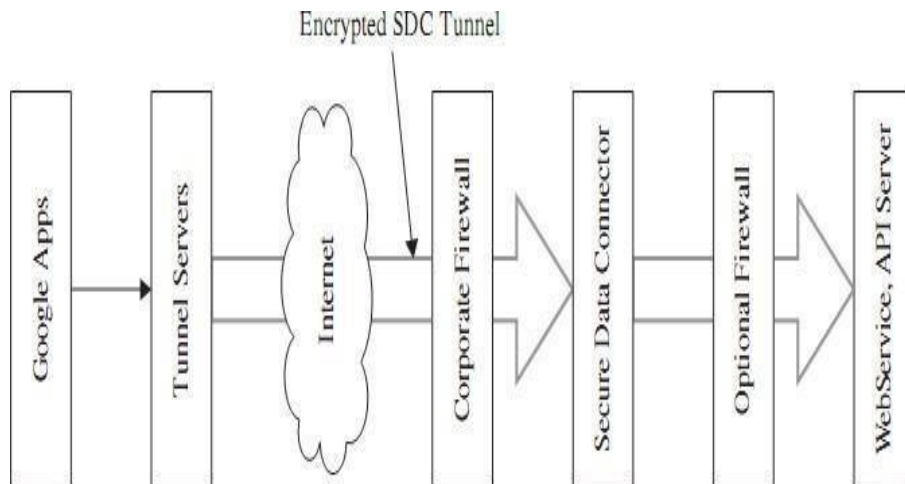 Encrypted SDC Tunnel
Google Apps
Tunnel Servers
Internet
Corporate Firewall
Secure Data Connector
Optional Firewall
WebService, API Server